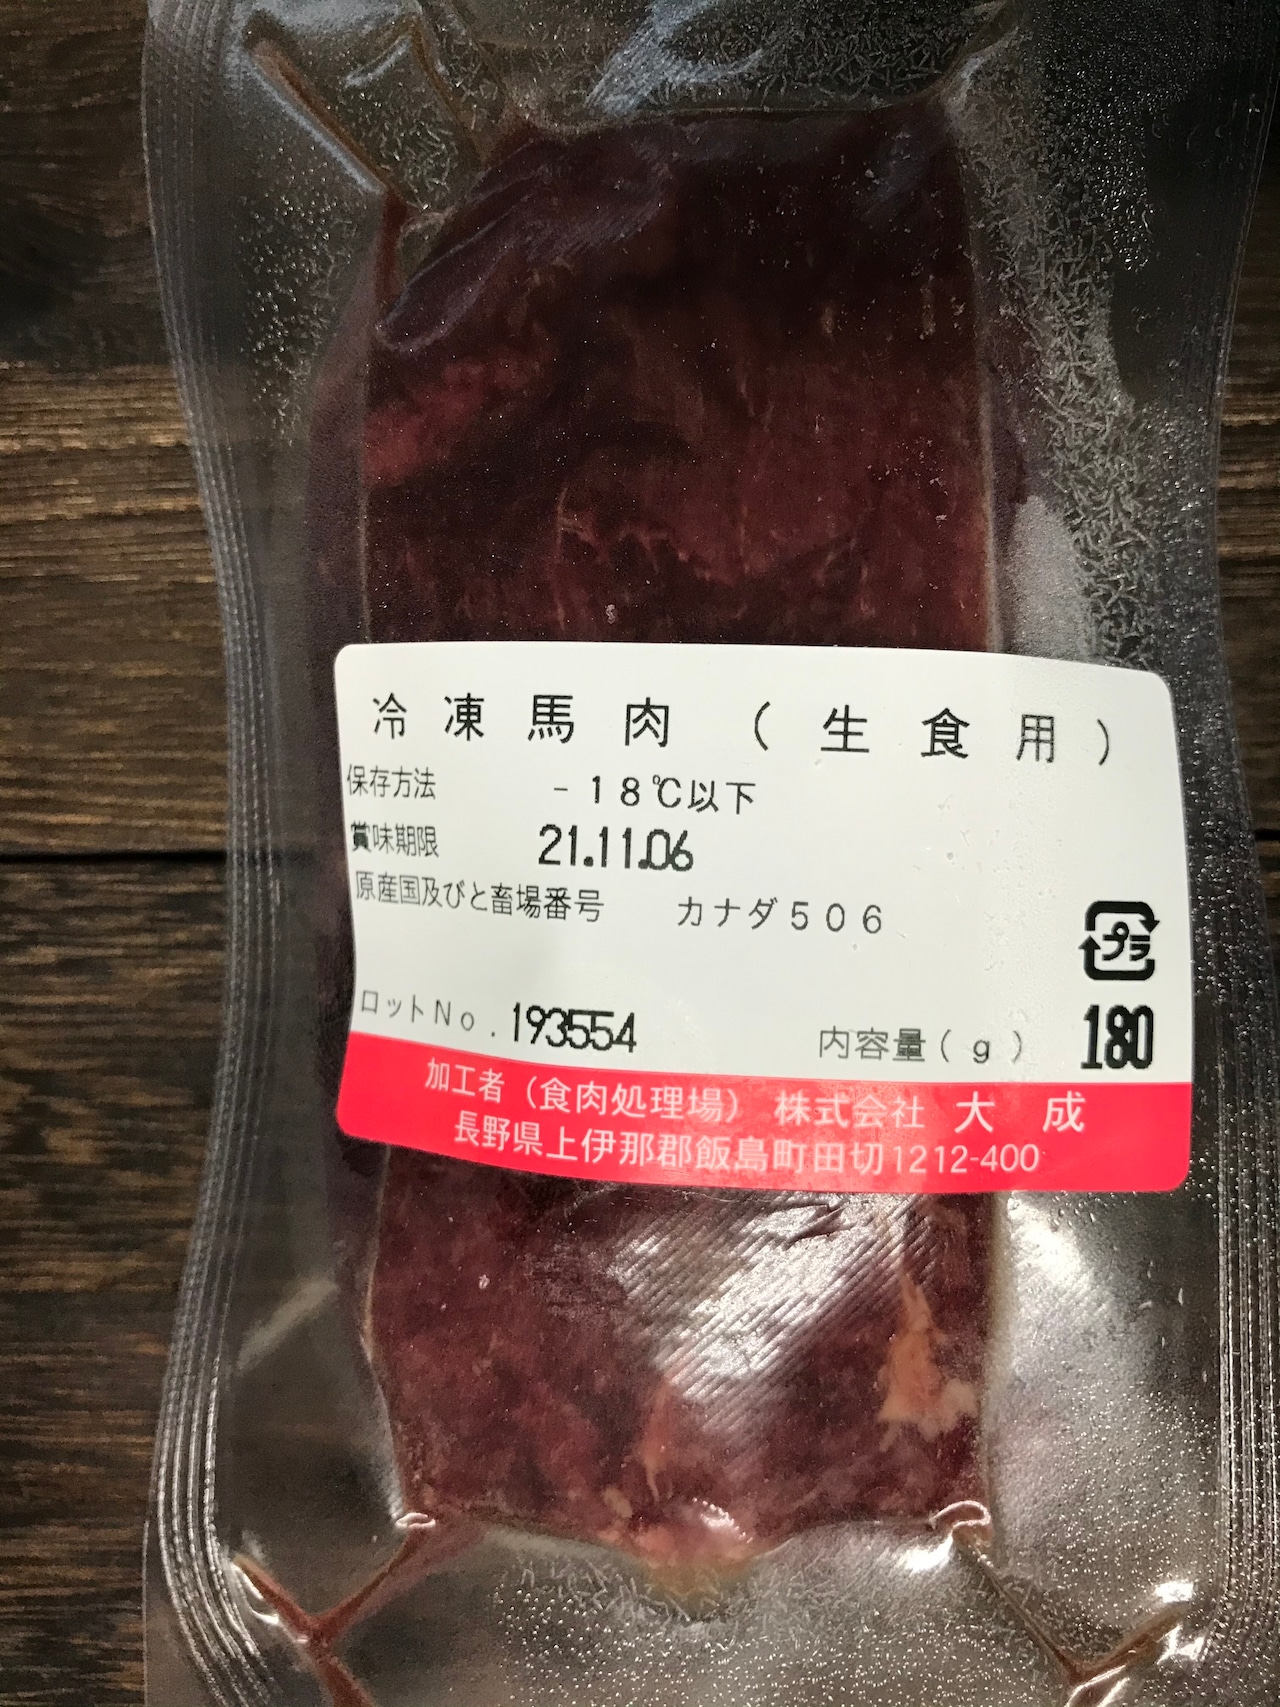 冷凍馬肉(生食用)
保存方法 -18℃以下
賞味期限 21.11.06
原産国及びと畜場番号 カナダ506
プラ
ロットNo. 193554 内容量(g) 180
加工者(食肉処理場) 株式会社 大成
長野県上伊那郡飯島町田切1212-400